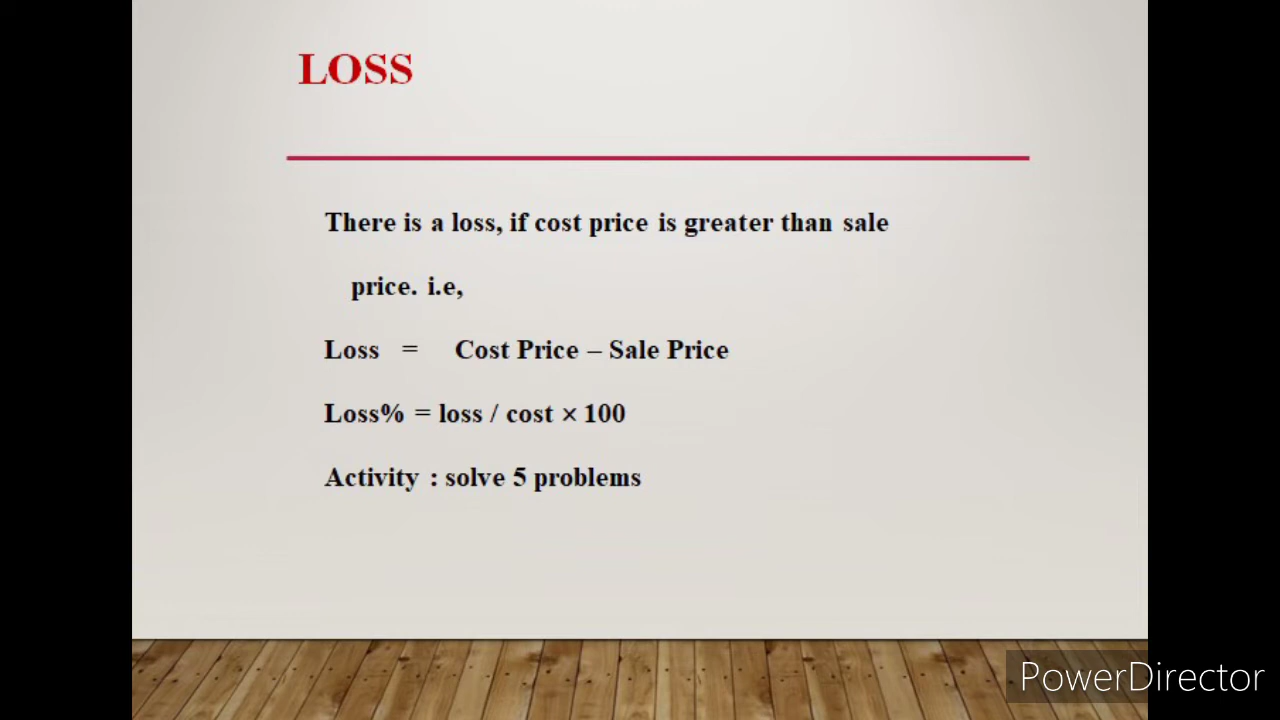 LOSS
There is a loss, if cost price is greater than sale
price. i.e,
Loss = Cost Price – Sale Price
Loss% = loss / cost × 100
Activity : solve 5 problems
PowerDirector